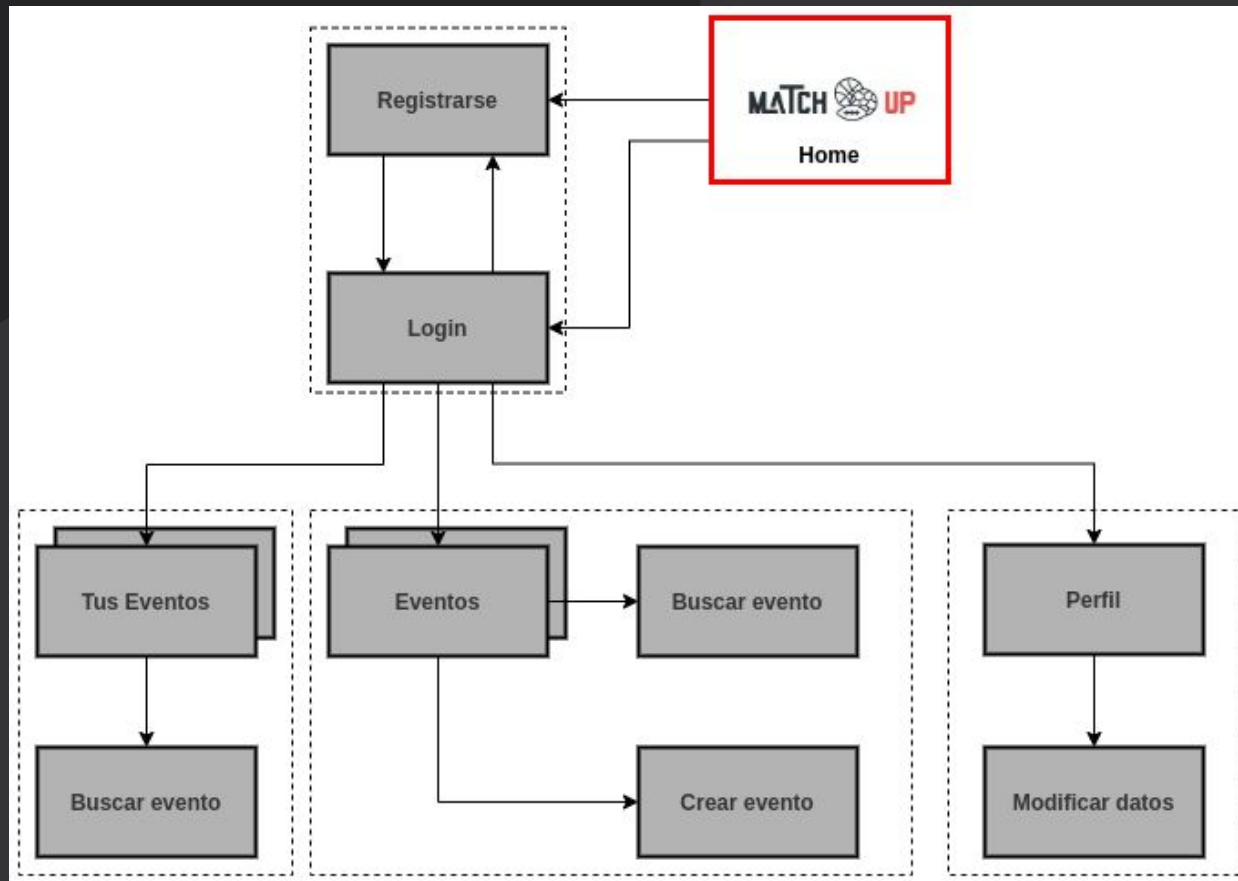 Registrarse
MATCH UP
Home
Login
Tus Eventos
Eventos
Buscar evento
Perfil
Buscar evento
Crear evento
Modificar datos